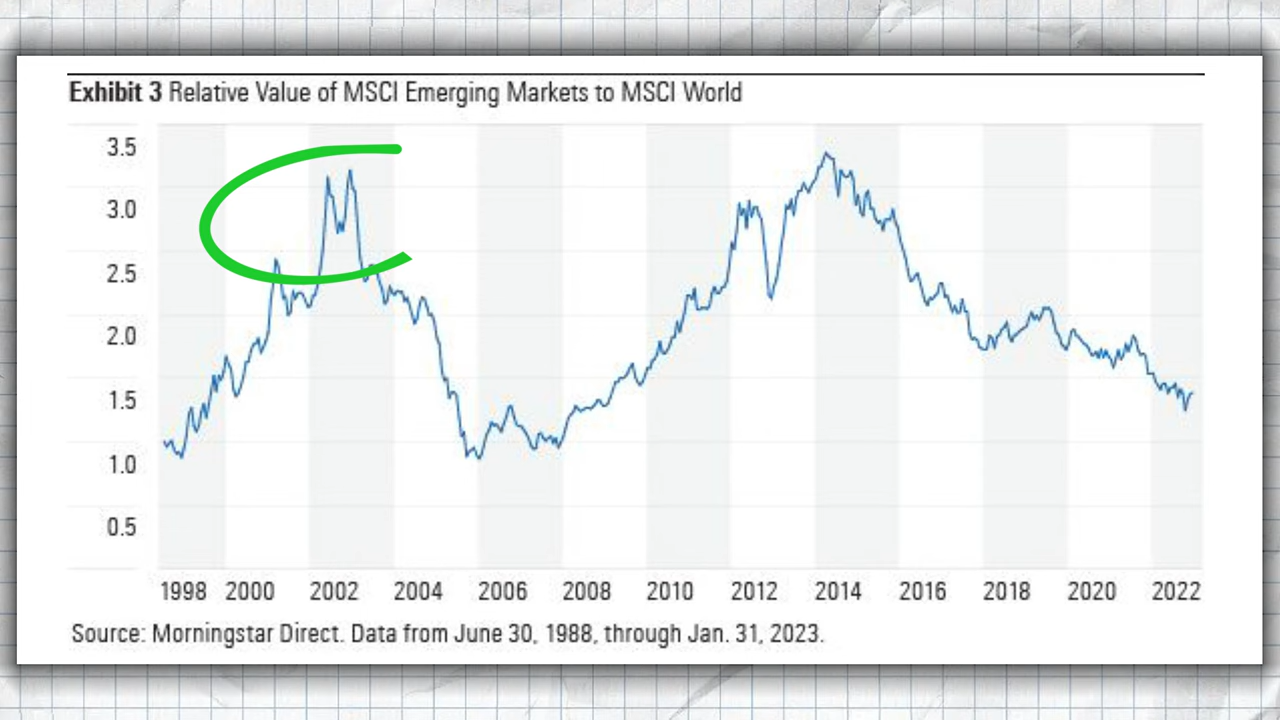 Exhibit 3 Relative Value of MSCI Emerging Markets to MSCI World
3.5
3.0
2.5
2.0
1.5
1.0
0.5
1998 2000 2002 2004 2006 2008 2010 2012 2014 2016 2018 2020 2022
Source: Morningstar Direct. Data from June 30, 1988, through Jan. 31, 2023.